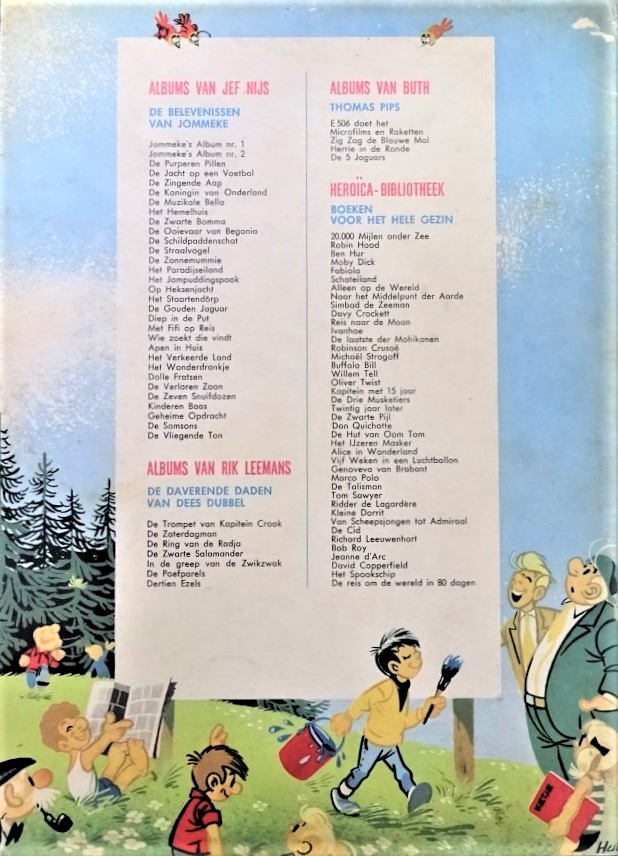 ALBUMS VAN JEF NIJS
DE BELEVENISSEN
VAN JOMMEKE
Jommeke's Album nr. 1
Jommeke's Album nr. 2
De Purperen Pillen
De Jacht op een Voetbal
De Zingende Aap
De Koningin van Onderland
De Muzikale Bella
Het Hemelhuis
De Zwarte Bomma
De Ooievaar van Begonia
De Schildpaddenschat
De Straalvogel
De Zonnemummie
Het Paradijseiland
Het Jampuddingspook
Op Heksenjacht
Het Staartendorp
De Gouden Jaguar
Diep in de Put
Met Fifi op Reis
Wie zoekt die vindt
Apen in Huis
Het Verkeerde Land
Het Wonderdrankje
Dolle Fratsen
De Verloren Zoon
De Zeven Snuifdozen
Kinderen Baas
Geheime Opdracht
De Samsons
De Vliegende Ton
ALBUMS VAN RIK LEEMANS
DE DAVERENDE DADEN
VAN DEES DUBBEL
De Trompet van Kapitein Crook
De Zaterdagman
De Ring van de Radja
De Zwarte Salamander
In de greep van de Zwikzwak
De Poefparels
Dertien Ezels
ALBUMS VAN BUTH
THOMAS PIPS
E 506 doet het
Microfilms en Raketten
Zig Zag de Blauwe Mol
Herrie in de Ronde
De 5 Jaguars
HEROÏCA-BIBLIOTHEEK
BOEKEN
VOOR HET HELE GEZIN
20.000 Mijlen onder Zee
Robin Hood
Ben Hur
Moby Dick
Fabiola
Schateiland
Alleen op de Wereld
Naar het Middelpunt der Aarde
Simbad de Zeeman
Davy Crockett
Reis naar de Maan
Ivanhoe
De laatste der Mohikanen
Robinson Crusoë
Michaël Strogoff
Buffalo Bill
Willem Tell
Oliver Twist
Kapitein met 15 jaar
De Drie Musketiers
Twintig jaar later
De Zwarte Pijl
Don Quichotte
De Hut van Oom Tom
Het IJzeren Masker
Alice in Wonderland
Vijf Weken in een Luchtballon
Genoveva van Brabant
Marco Polo
De Talisman
Tom Sawyer
Ridder de Lagardère
Kleine Dorrit
Van Scheepsjongen tot Admiraal
De Cid
Richard Leeuwenhart
Bob Roy
Jeanne d'Arc
David Copperfield
Het Spookschip
De reis om de wereld in 80 dagen